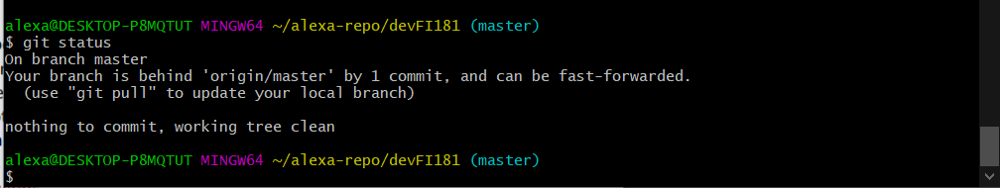 alexa@DESKTOP-P8MQTUT MINGW64 ~/alexa-repo/devFI181 (master)
$ git status
On branch master
Your branch is behind 'origin/master' by 1 commit, and can be fast-forwarded.
  (use "git pull" to update your local branch)
nothing to commit, working tree clean
alexa@DESKTOP-P8MQTUT MINGW64 ~/alexa-repo/devFI181 (master)
$